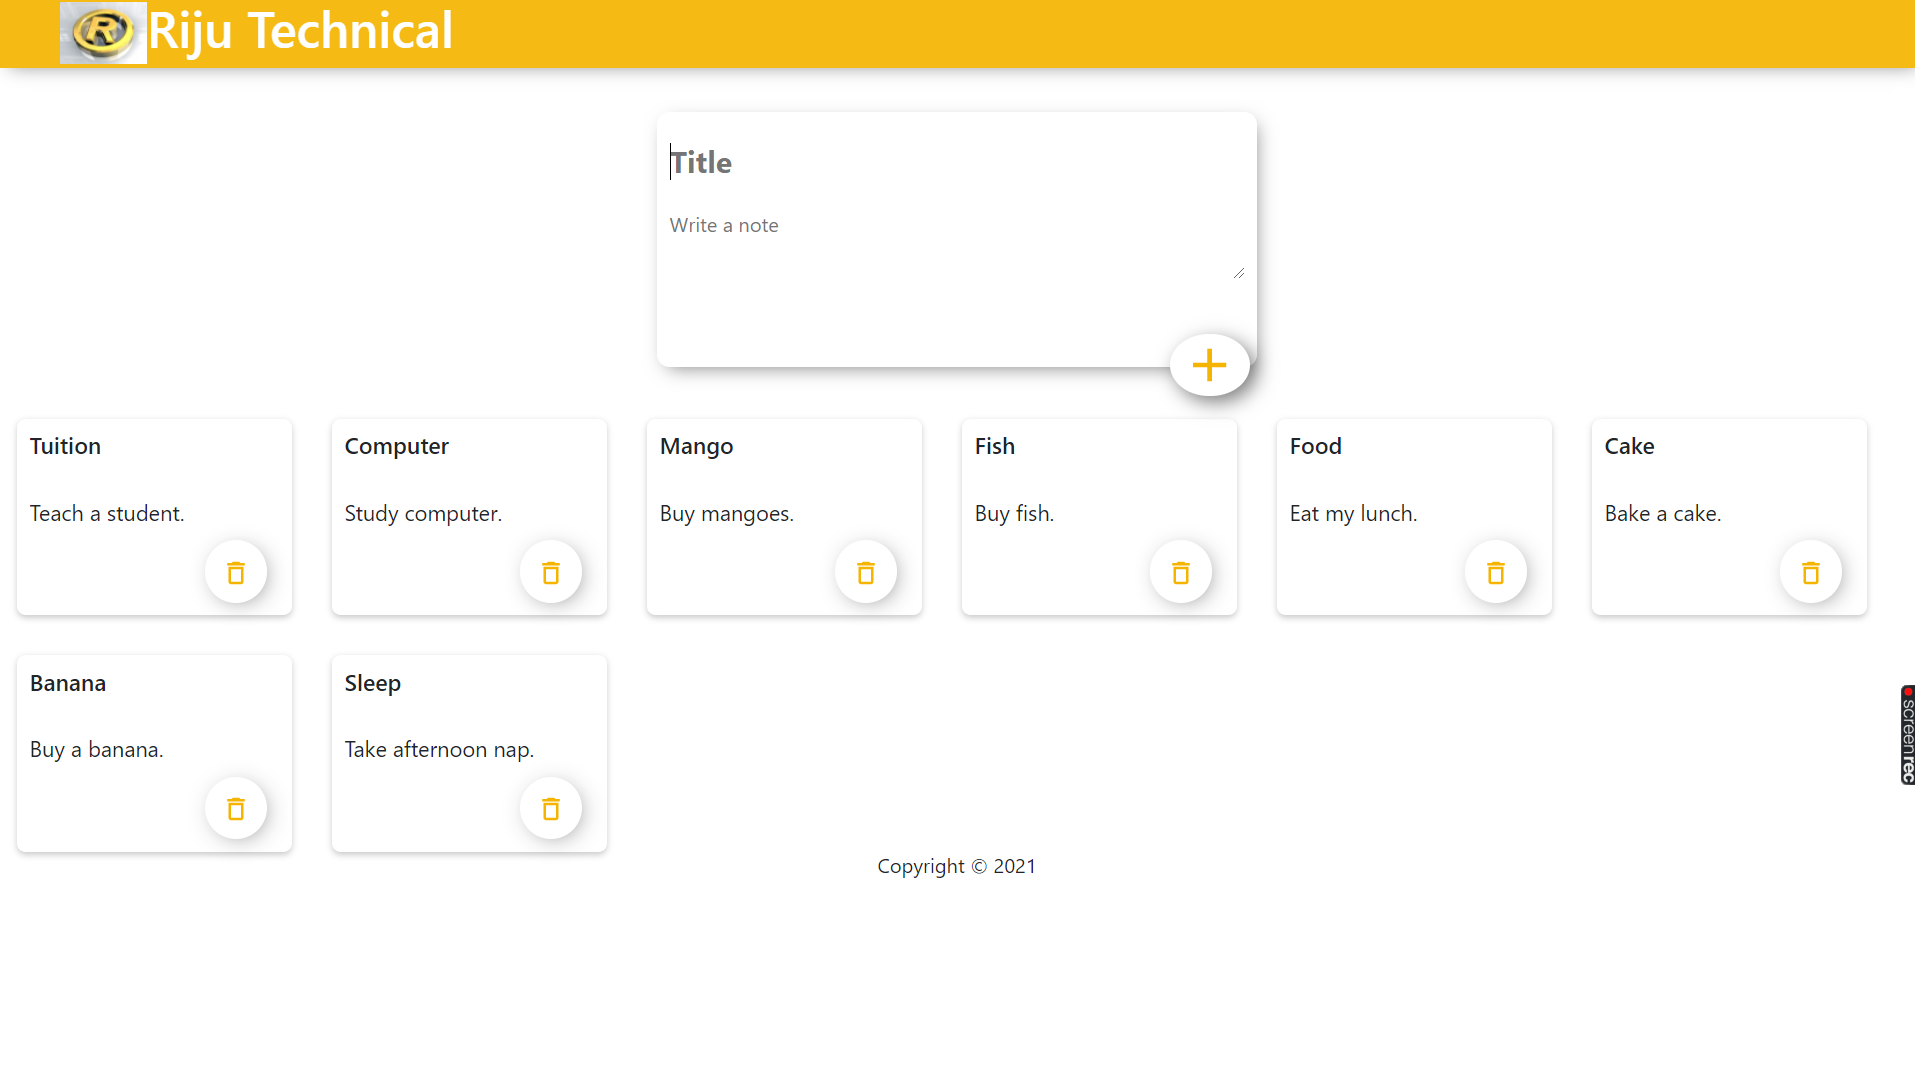 R
Riju Technical
Title
Write a note
Tuition
Teach a student.
Computer
Study computer.
Mango
Buy mangoes.
Fish
Buy fish.
Food
Eat my lunch.
Cake
Bake a cake.
Banana
Buy a banana.
Sleep
Take afternoon nap.
screenrec
Copyright © 2021